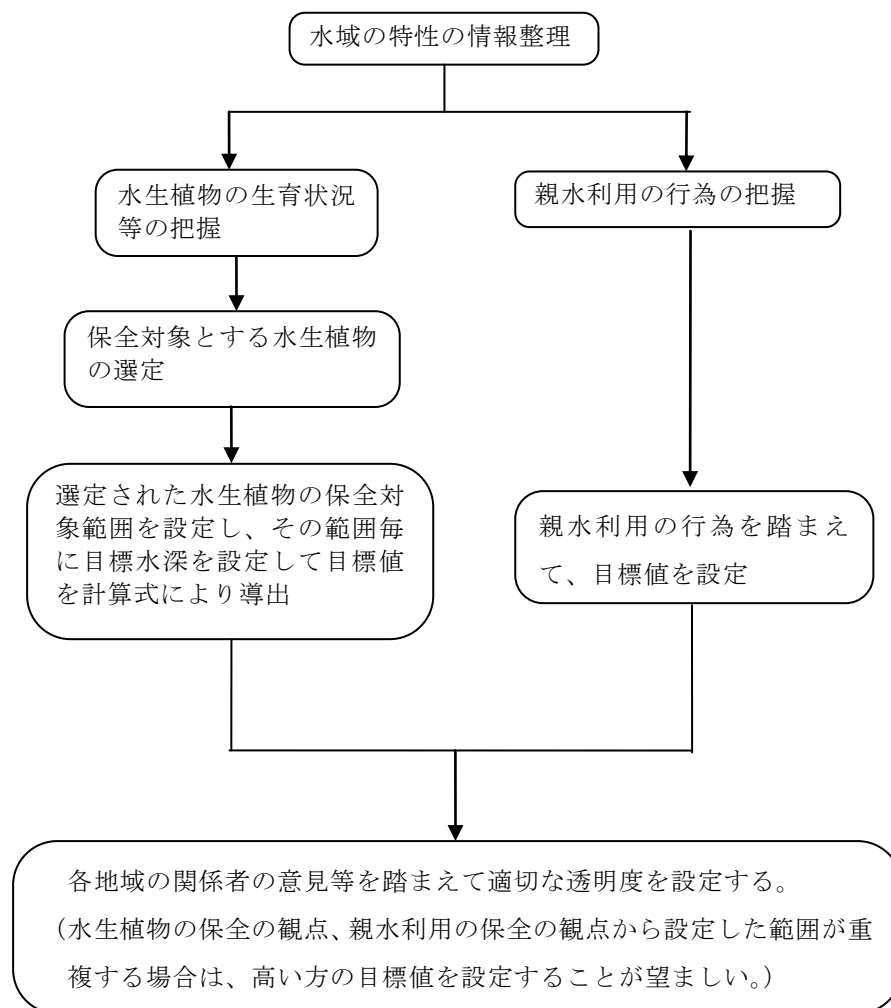 水域の特性の情報整理
水生植物の生育状況
等の把握
親水利用の行為の把握
保全対象とする水生植物
の選定
選定された水生植物の保全対
象範囲を設定し、その範囲毎
に目標水深を設定して目標値
を計算式により導出
親水利用の行為を踏まえ
て、目標値を設定
各地域の関係者の意見等を踏まえて適切な透明度を設定する。
(水生植物の保全の観点、親水利用の保全の観点から設定した範囲が重
複する場合は、高い方の目標値を設定することが望ましい。)